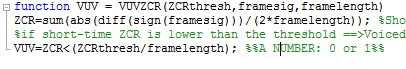 function VUV = VUVZCR(ZCRthresh,framesig,framelength)
ZCR=sum(abs(diff(sign(framesig)))/(2*framelength)); %Sho
%if short-time ZCR is lower than the threshold ==>Voiced
VUV=ZCR<(ZCRthresh/framelength); %%A NUMBER: 0 or 1%%